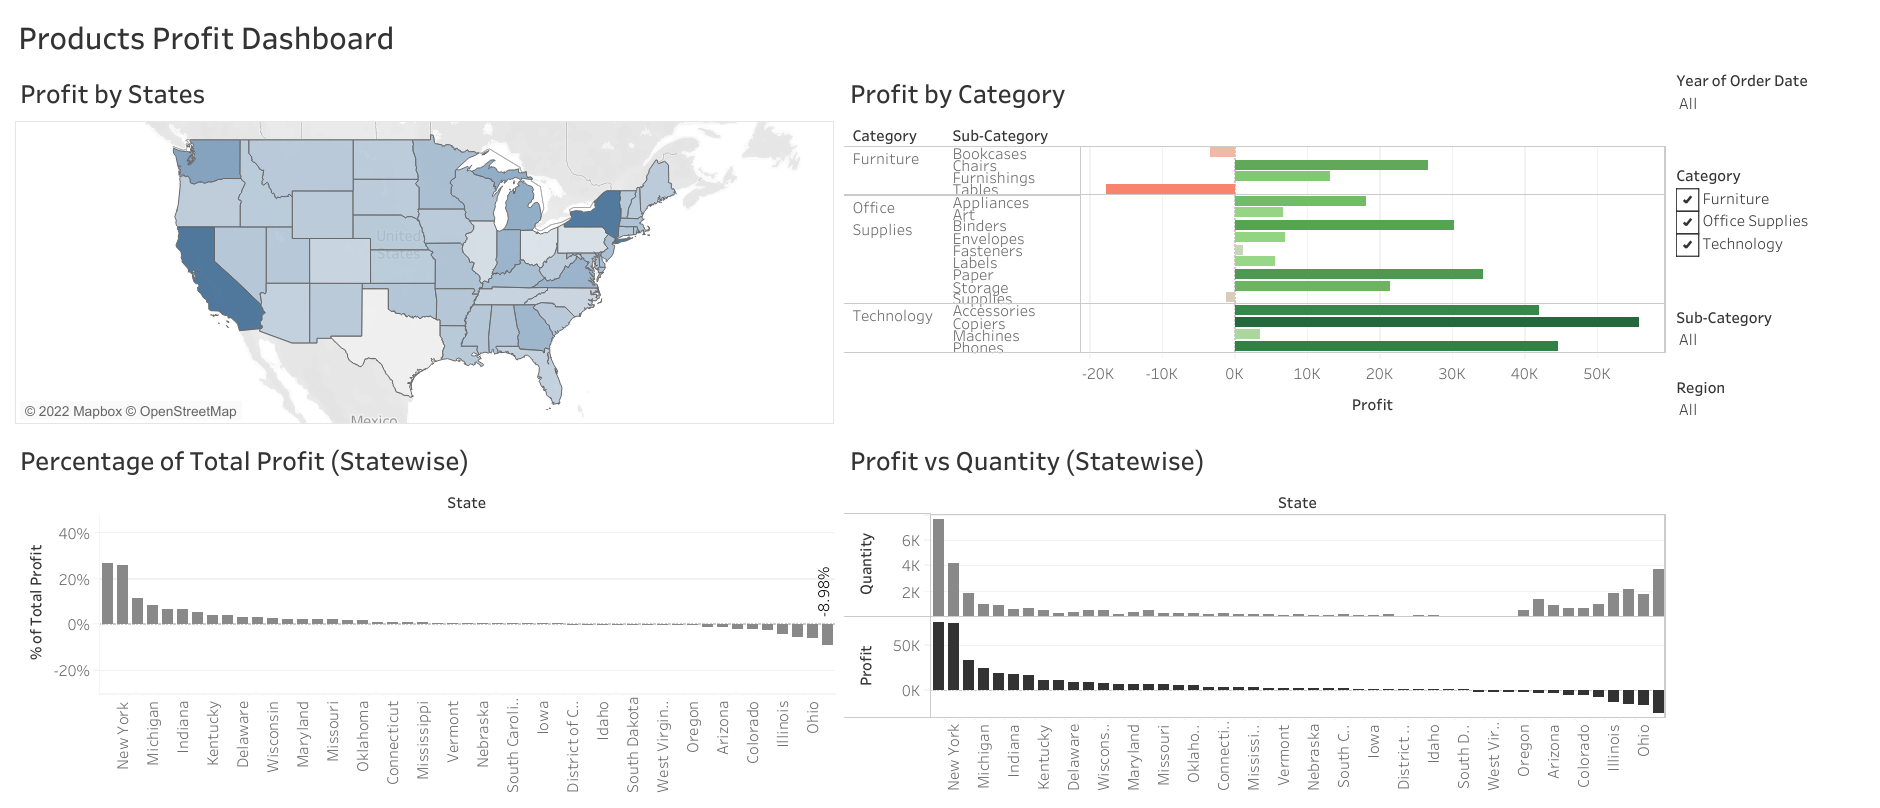 Products Profit Dashboard
Profit by States
United
States
Mexico
© 2022 Mapbox © OpenStreetMap
Profit by Category
Category Sub-Category
Furniture
Bookcases
Chairs
Furnishings
Tables
Office
Supplies
Appliances
Art
Binders
Envelopes
Fasteners
Labels
Paper
Storage
Supplies
Technology
Accessories
Copiers
Machines
Phones
-20K -10K 0K 10K 20K 30K 40K 50K
Profit
Year of Order Date
All
Category
Furniture
Office Supplies
Technology
Sub-Category
All
Region
All
Percentage of Total Profit (Statewise)
State
% of Total Profit
40%
20%
0%
-20%
-8.98%
New York
Michigan
Indiana
Kentucky
Delaware
Wisconsin
Maryland
Missouri
Oklahoma
Connecticut
Mississippi
Vermont
Nebraska
South Caroli..
Iowa
District of C..
Idaho
South Dakota
West Virgin..
Oregon
Arizona
Colorado
Illinois
Ohio
Profit vs Quantity (Statewise)
State
Quantity
6K
4K
2K
Profit
50K
0K
New York
Michigan
Indiana
Kentucky
Delaware
Wiscons..
Maryland
Missouri
Oklaho..
Connecti..
Mississi..
Vermont
Nebraska
South C..
Iowa
District ..
Idaho
South D..
West Vir..
Oregon
Arizona
Colorado
Illinois
Ohio